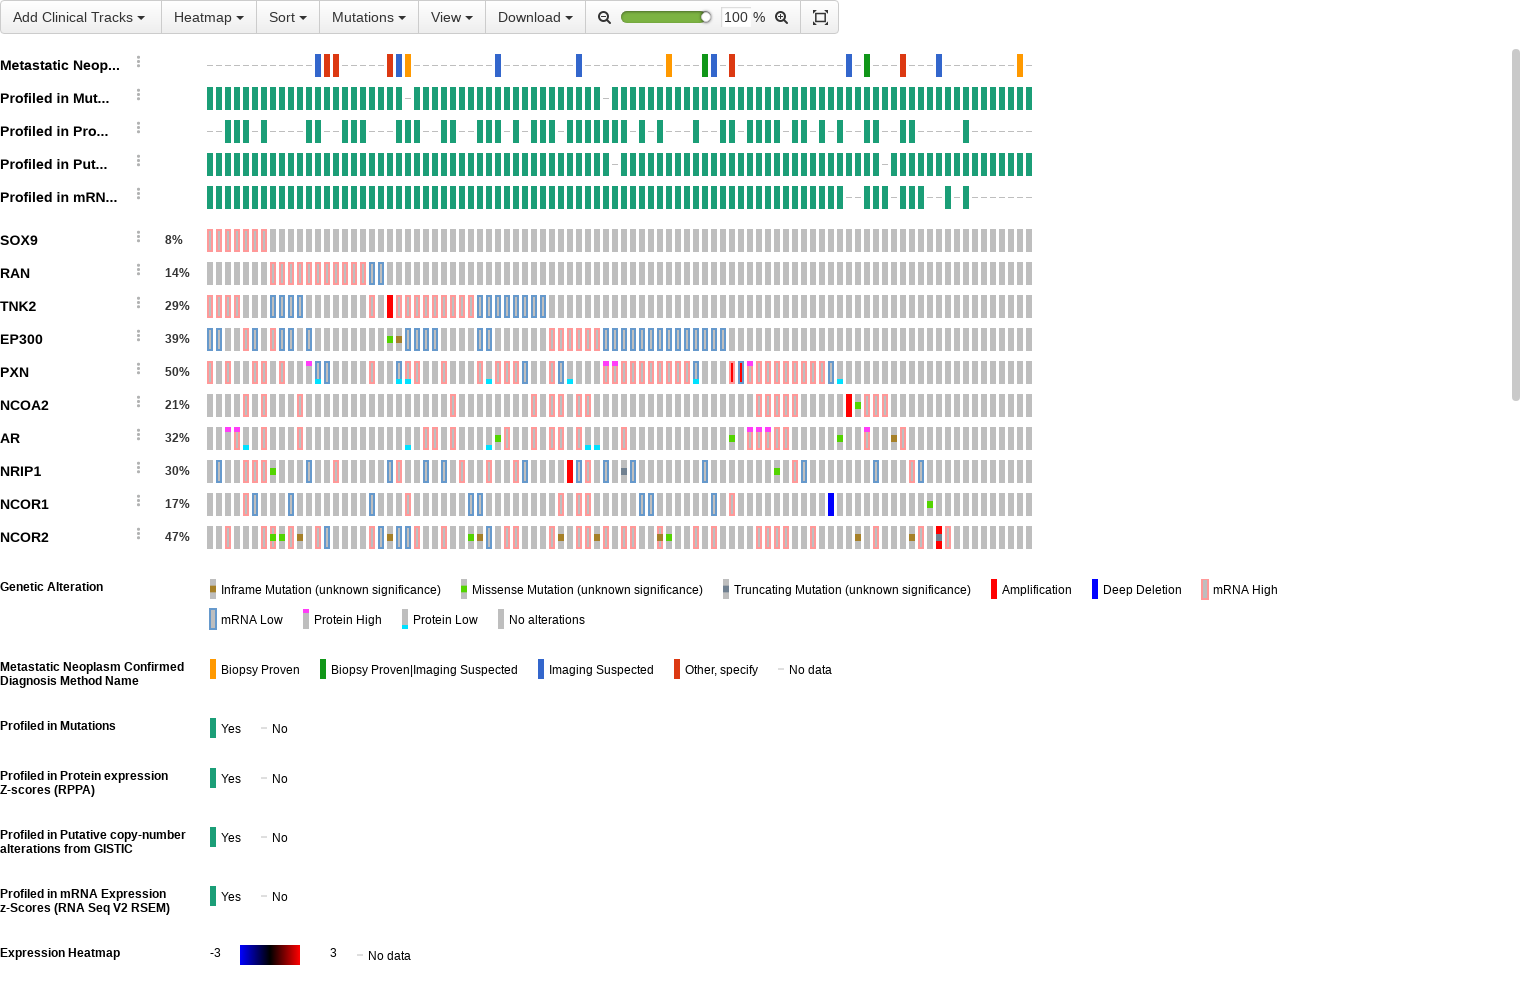 Add Clinical Tracks Heatmap Sort Mutations View Download 100 %
Metastatic Neop...
Profiled in Mut...
Profiled in Pro...
Profiled in Put...
Profiled in mRN...
SOX9 8%
RAN 14%
TNK2 29%
EP300 39%
PXN 50%
NCOA2 21%
AR 32%
NRIP1 30%
NCOR1 17%
NCOR2 47%
Genetic Alteration Inframe Mutation (unknown significance) Missense Mutation (unknown significance) Truncating Mutation (unknown significance) Amplification Deep Deletion mRNA High
mRNA Low Protein High Protein Low No alterations
Metastatic Neoplasm Confirmed
Diagnosis Method Name
Biopsy Proven Biopsy Proven|Imaging Suspected Imaging Suspected Other, specify No data
Profiled in Mutations Yes No
Profiled in Protein expression
Z-scores (RPPA)
Yes No
Profiled in Putative copy-number
alterations from GISTIC
Yes No
Profiled in mRNA Expression
z-Scores (RNA Seq V2 RSEM)
Yes No
Expression Heatmap -3 3 No data